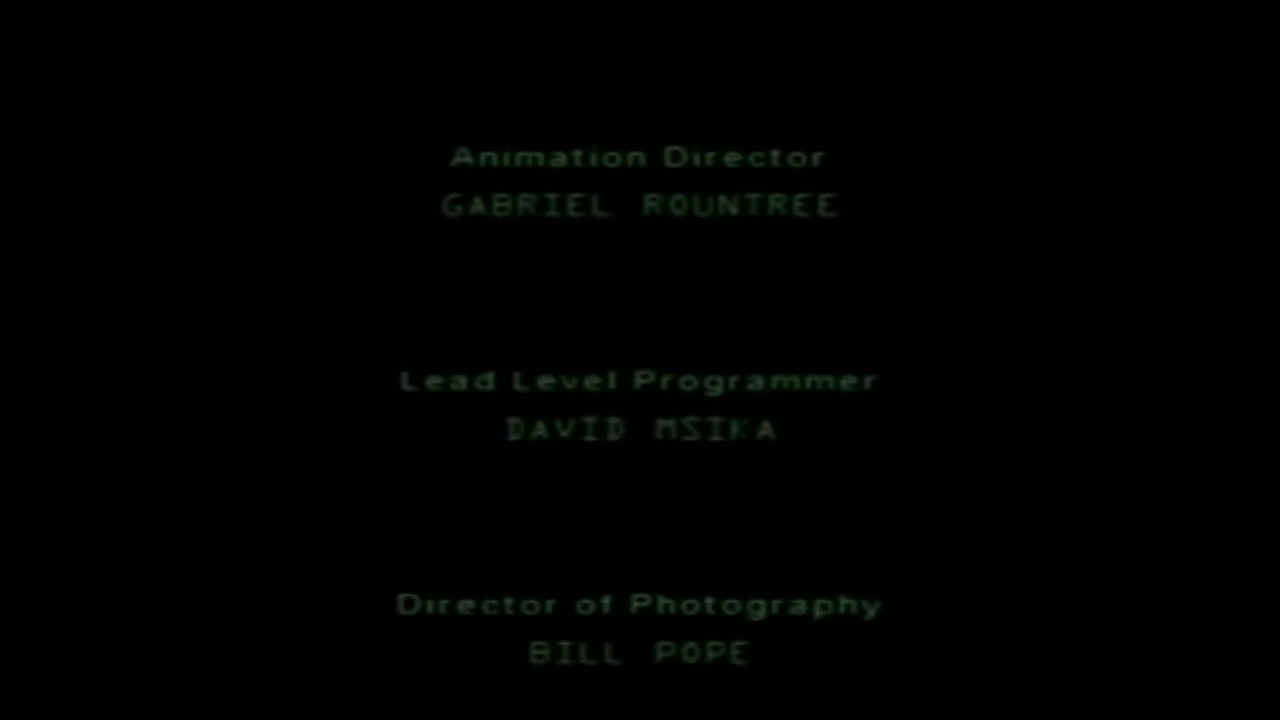 Animation Director
GABRIEL ROUNTREE
Lead Level Programmer
DAVID MSIKA
Director of Photography
BILL POPE